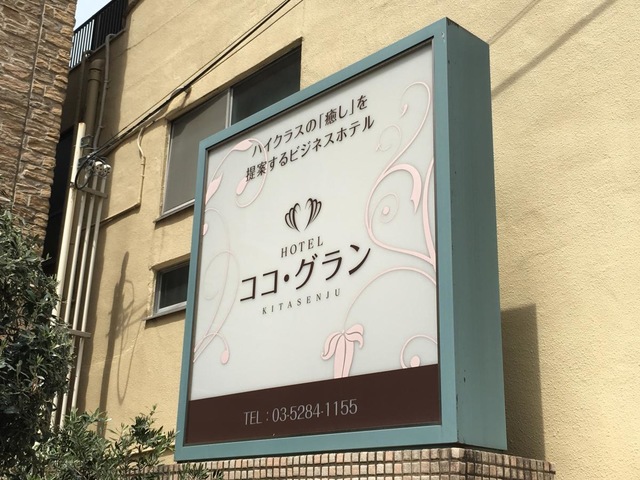 ハイクラスの「癒し」を
提案するビジネスホテル
HOTEL
ココ・グラン
KITASENJU
TEL : 03-5284-1155